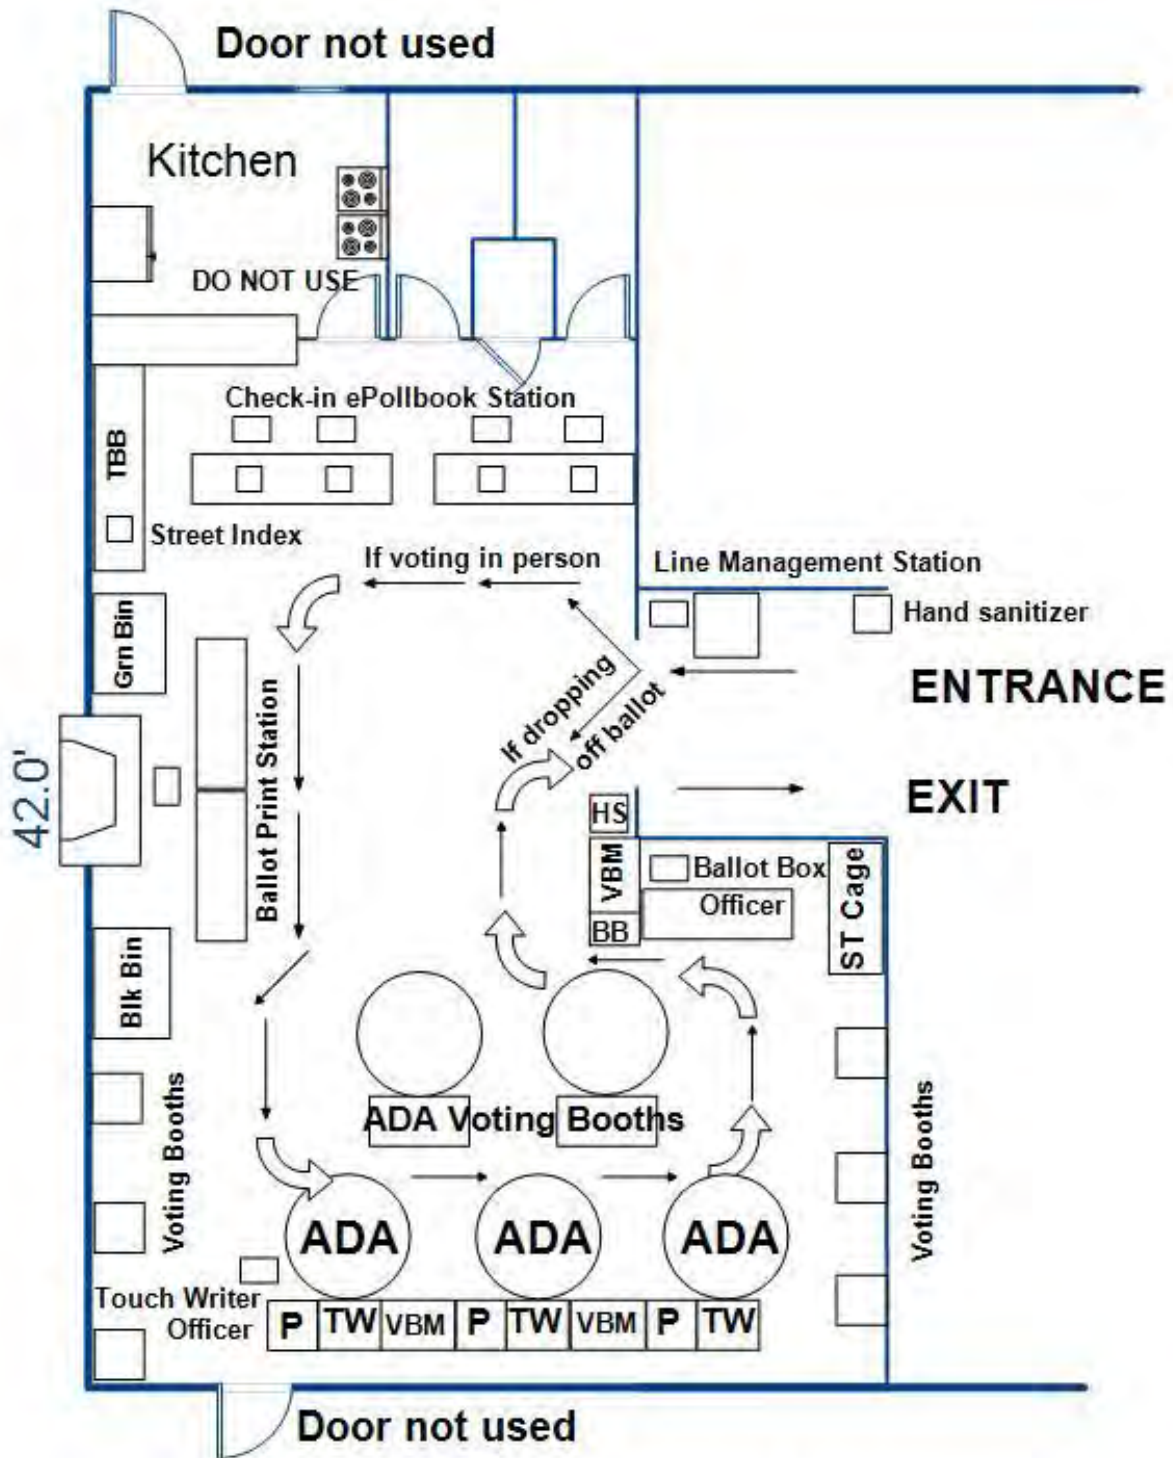 Door not used
Kitchen
DO NOT USE
Check-in ePollbook Station
TBB
Street Index
If voting in person
Line Management Station
Hand sanitizer
Grn Bin
ENTRANCE
If dropping
off ballot
Ballot Print Station
42.0'
EXIT
HS
VBM
Ballot Box
Officer
BB
ST Cage
Blk Bin
ADA Voting Booths
Voting Booths
Voting Booths
ADA
ADA
ADA
Touch Writer
Officer
P
TW
VBM
P
TW
VBM
P
TW
Door not used